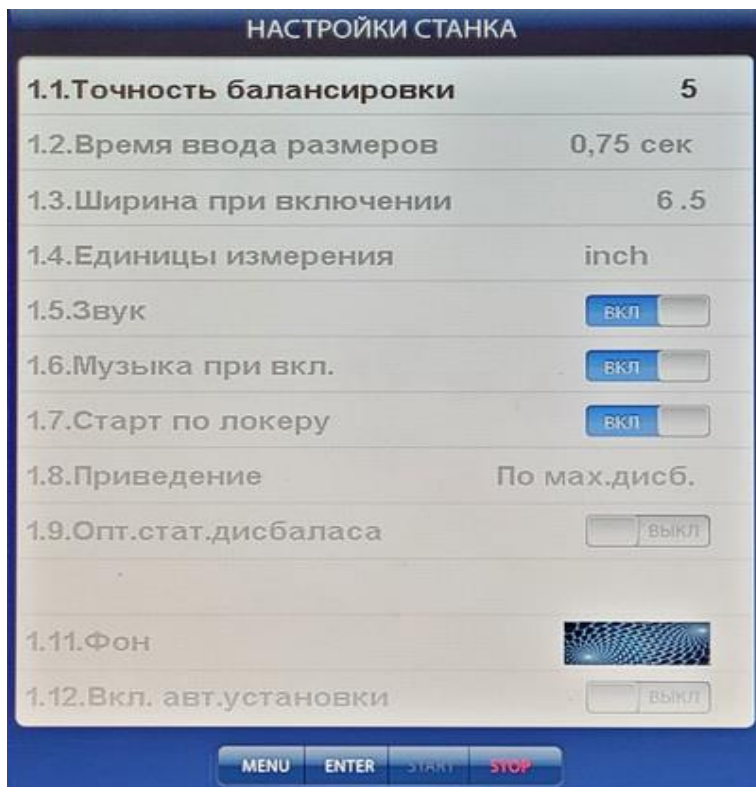 НАСТРОЙКИ СТАНКА
1.1.Точность балансировки 5
1.2.Время ввода размеров 0,75 сек
1.3.Ширина при включении 6.5
1.4.Единицы измерения inch
1.5.Звук ВКЛ
1.6.Музыка при вкл. ВКЛ
1.7.Старт по локеру ВКЛ
1.8.Приведение По мах.дисб.
1.9.Опт.стат.дисбаласа ВЫКЛ
1.11.Фон
1.12.Вкл. авт.установки ВЫКЛ
MENU ENTER START STOP